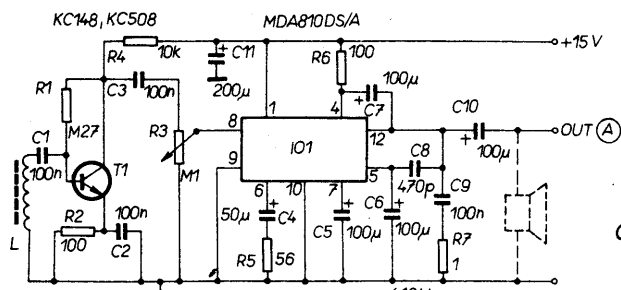 KC148, KC508
MDA810DS/A
R4
10k
C11
200µ
R6
100
+15V
R1
M27
C3
100n
R3
M1
C7
100µ
C10
100µ
OUT A
1
4
8
12
IO1
9
5
C1
100n
T1
C8
470p
C9
100n
6
10
7
L
R2
100
100n
C2
50µ
C4
R5
56
C5
100µ
C6
100µ
R7
1